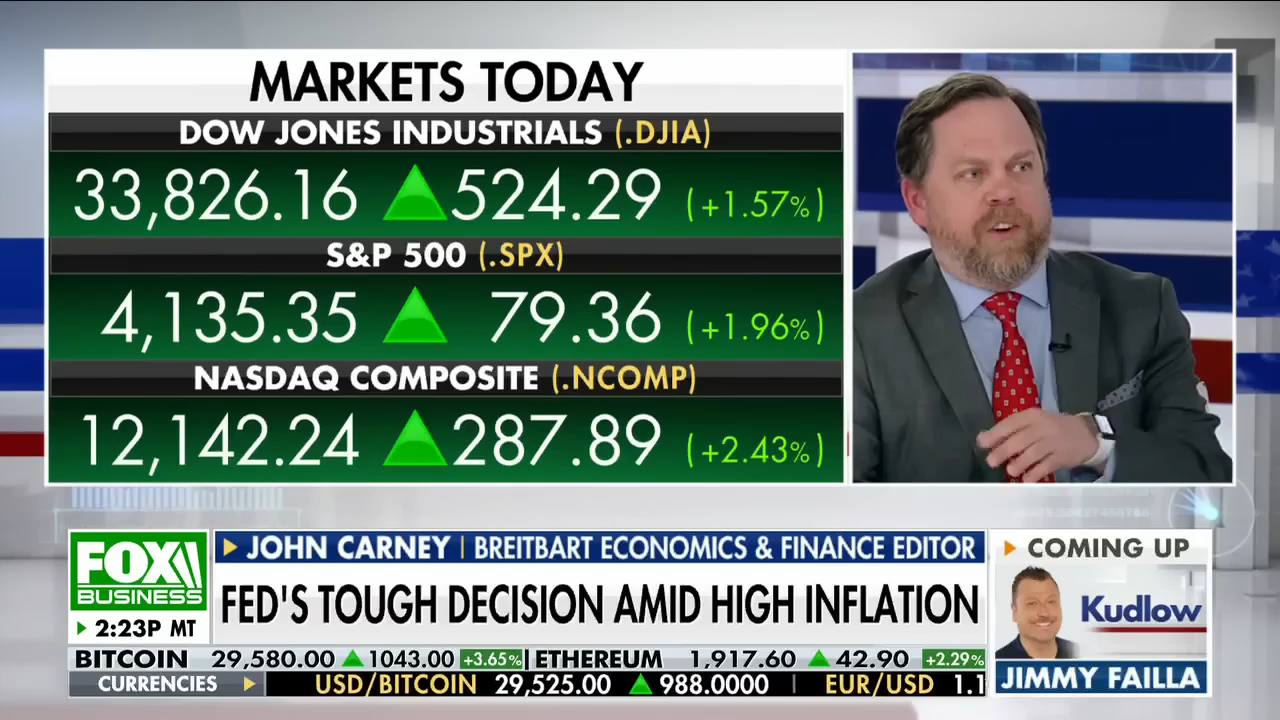 MARKETS TODAY
DOW JONES INDUSTRIALS (.DJIA)
33,826.16 ▲ 524.29 (+1.57%)
S&P 500 (.SPX)
4,135.35 ▲ 79.36 (+1.96%)
NASDAQ COMPOSITE (.NCOMP)
12,142.24 ▲ 287.89 (+2.43%)
FOX
BUSINESS
2:23P MT
JOHN CARNEY | BREITBART ECONOMICS & FINANCE EDITOR
FED'S TOUGH DECISION AMID HIGH INFLATION
COMING UP
Kudlow
JIMMY FAILLA
BITCOIN 29,580.00 ▲ 1043.00 +3.65% | ETHEREUM 1,917.60 ▲ 42.90 +2.29%
CURRENCIES USD/BITCOIN 29,525.00 ▲ 988.0000 | EUR/USD 1.1